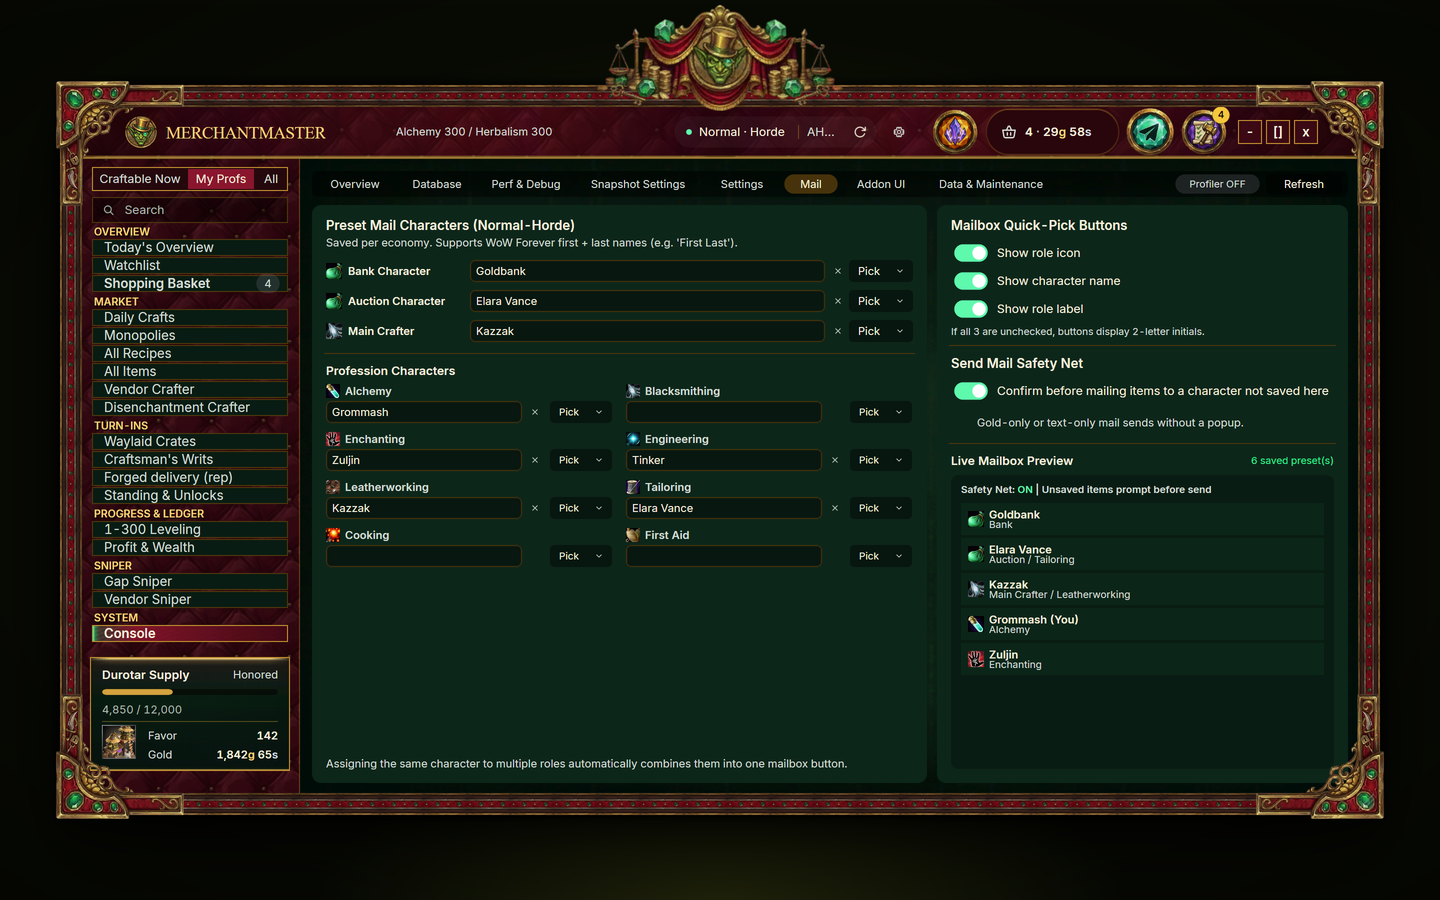 MERCHANTMASTER
Alchemy 300 / Herbalism 300
Normal · Horde
AH...
4 · 29g 58s
4
-
[]
x
Craftable Now
My Profs
All
Search
OVERVIEW
Today's Overview
Watchlist
Shopping Basket
4
MARKET
Daily Crafts
Monopolies
All Recipes
All Items
Vendor Crafter
Disenchantment Crafter
TURN-INS
Waylaid Crates
Craftsman's Writs
Forged delivery (rep)
Standing & Unlocks
PROGRESS & LEDGER
1-300 Leveling
Profit & Wealth
SNIPER
Gap Sniper
Vendor Sniper
SYSTEM
Console
Durotar Supply
Honored
4,850 / 12,000
Favor
142
Gold
1,842g 65s
Overview
Database
Perf & Debug
Snapshot Settings
Settings
Mail
Addon UI
Data & Maintenance
Profiler OFF
Refresh
Preset Mail Characters (Normal-Horde)
Saved per economy. Supports WoW Forever first + last names (e.g. 'First Last').
Bank Character
Goldbank
×
Pick
Auction Character
Elara Vance
×
Pick
Main Crafter
Kazzak
×
Pick
Profession Characters
Alchemy
Grommash
×
Pick
Blacksmithing
Pick
Enchanting
Zuljin
×
Pick
Engineering
Tinker
×
Pick
Leatherworking
Kazzak
×
Pick
Tailoring
Elara Vance
×
Pick
Cooking
Pick
First Aid
Pick
Assigning the same character to multiple roles automatically combines them into one mailbox button.
Mailbox Quick-Pick Buttons
Show role icon
Show character name
Show role label
If all 3 are unchecked, buttons display 2-letter initials.
Send Mail Safety Net
Confirm before mailing items to a character not saved here
Gold-only or text-only mail sends without a popup.
Live Mailbox Preview
6 saved preset(s)
Safety Net: ON | Unsaved items prompt before send
Goldbank
Bank
Elara Vance
Auction / Tailoring
Kazzak
Main Crafter / Leatherworking
Grommash (You)
Alchemy
Zuljin
Enchanting